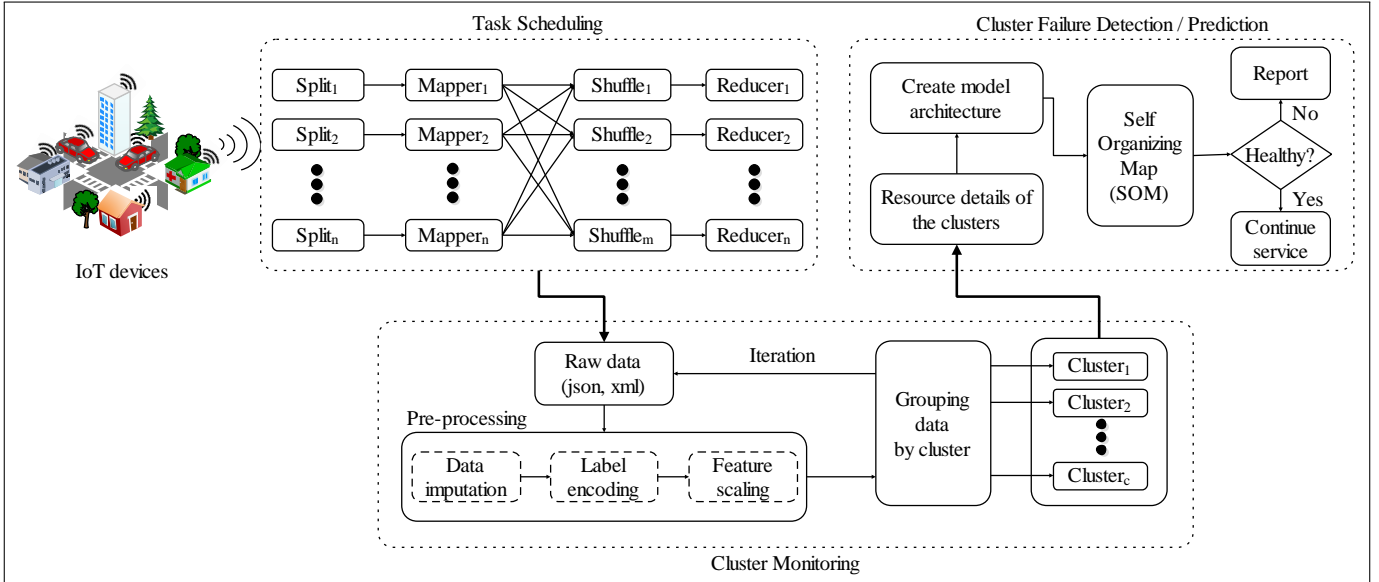 Task Scheduling
Split₁ Mapper₁ Shuffle₁ Reducer₁
Split₂ Mapper₂ Shuffle₂ Reducer₂
Splitₙ Mapperₙ Shuffleₘ Reducerₙ
IoT devices
Cluster Failure Detection / Prediction
Create model
architecture
Resource details of
the clusters
Self
Organizing
Map
(SOM)
Report
No
Healthy?
Yes
Continue
service
Raw data
(json, xml)
Iteration
Pre-processing
Data
imputation
Label
encoding
Feature
scaling
Grouping
data
by cluster
Cluster₁
Cluster₂
Cluster_c
Cluster Monitoring